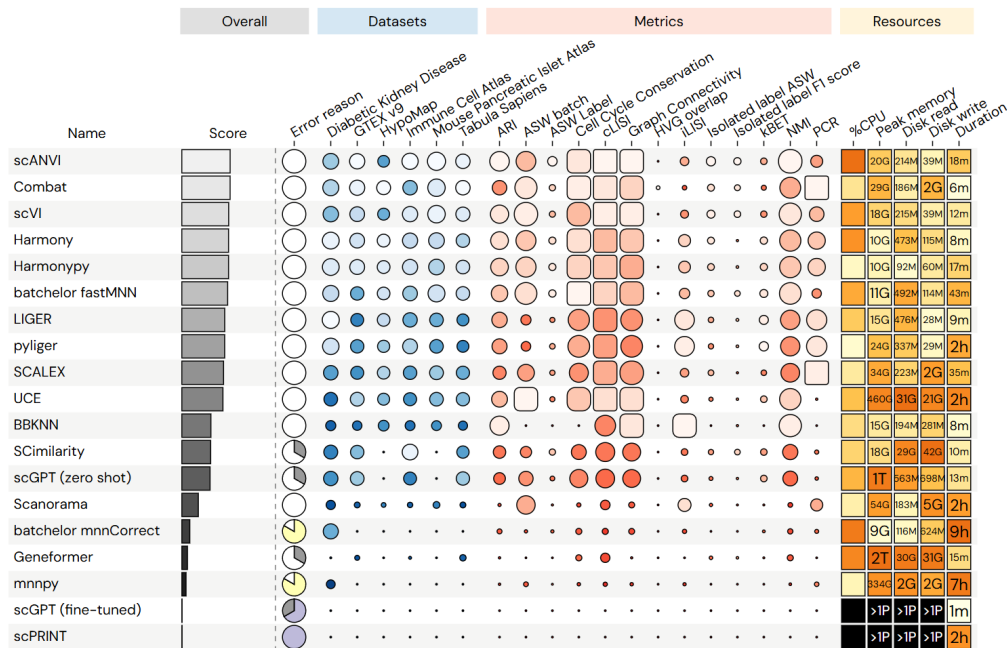 Overall Datasets Metrics Resources
Name Score Error reason Diabetic Kidney Disease GTEX v9 HypoMap Immune Cell Atlas Mouse Pancreatic Islet Atlas Tabula Sapiens ARI ASW batch ASW Label Cell Cycle Conservation cLISI Graph Connectivity HVG overlap iLISI Isolated label ASW Isolated label F1 score kBET NMI PCR %CPU Peak memory Disk read Disk write Duration
scANVI 20G 214M 39M 18m
Combat 29G 186M 2G 6m
scVI 18G 215M 39M 12m
Harmony 10G 473M 115M 8m
Harmonypy 10G 92M 60M 17m
batchelor fastMNN 11G 492M 114M 43m
LIGER 15G 476M 28M 9m
pyliger 24G 337M 29M 2h
SCALEX 34G 223M 2G 35m
UCE 460G 31G 21G 2h
BBKNN 15G 194M 281M 8m
SCimilarity 18G 29G 42G 10m
scGPT (zero shot) 1T 563M 698M 13m
Scanorama 54G 183M 5G 2h
batchelor mnnCorrect 9G 116M 524M 9h
Geneformer 2T 30G 31G 15m
mnnpy 334G 2G 2G 7h
scGPT (fine-tuned) >1P >1P >1P 1m
scPRINT >1P >1P >1P 2h